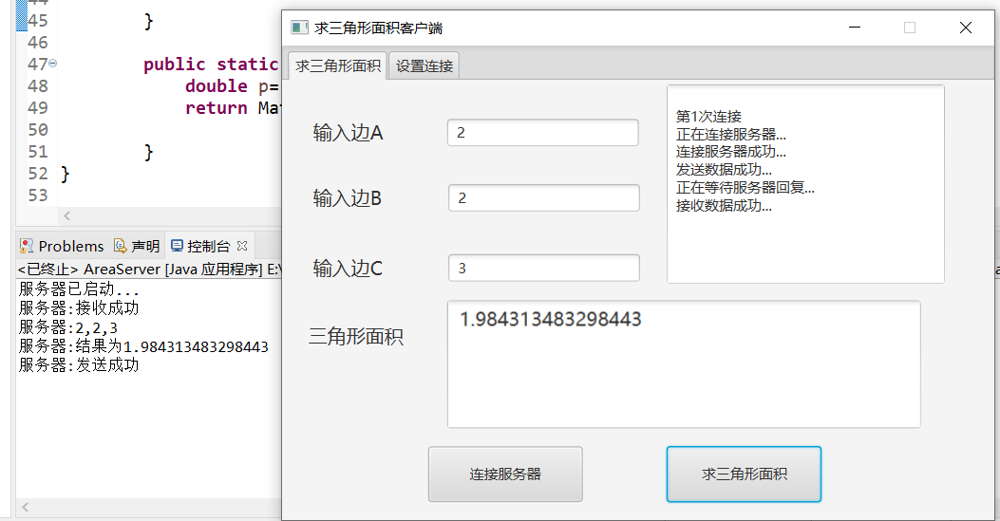 44
45 }
46
47 public static
48 double p=
49 return Mat
50
51 }
52 }
53
Problems 声明 控制台
<已终止> AreaServer [Java 应用程序] E:\
服务器已启动...
服务器:接收成功
服务器:2,2,3
服务器:结果为1.984313483298443
服务器:发送成功
求三角形面积客户端
求三角形面积 设置连接
输入边A 2
输入边B 2
输入边C 3
第1次连接
正在连接服务器...
连接服务器成功...
发送数据成功...
正在等待服务器回复...
接收数据成功...
三角形面积 1.984313483298443
连接服务器 求三角形面积